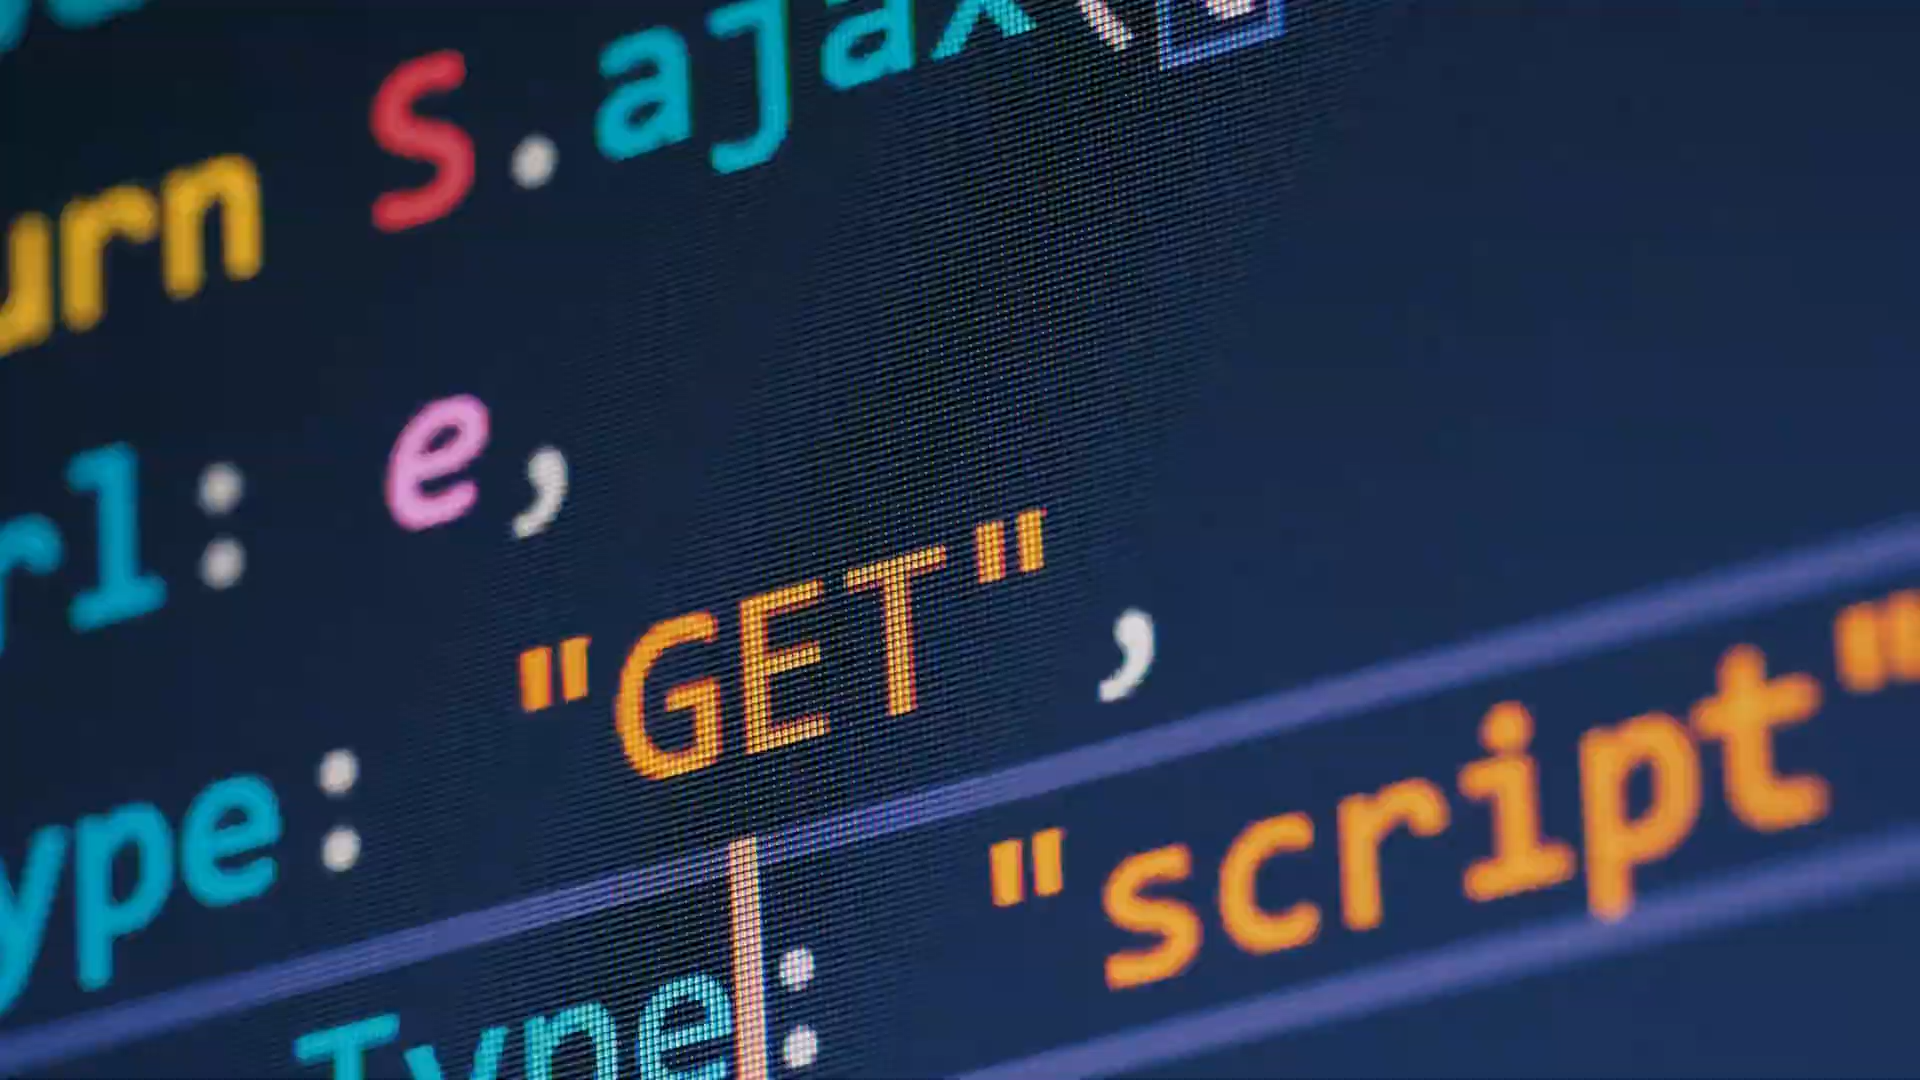 urn S.ajax({
rl: e,
ype: "GET",
Type: "script"